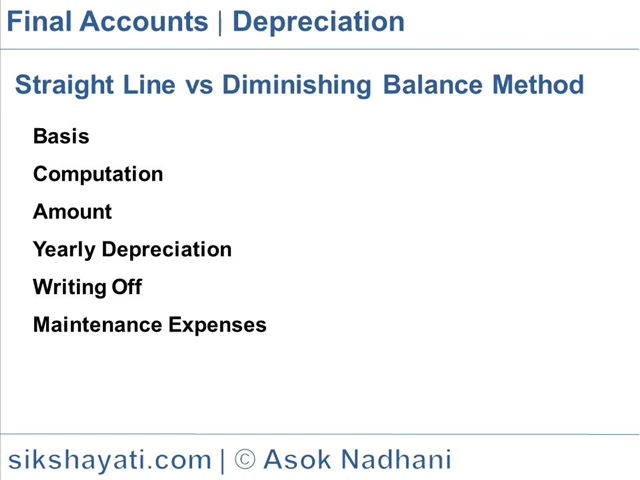 Final Accounts | Depreciation
Straight Line vs Diminishing Balance Method
Basis
Computation
Amount
Yearly Depreciation
Writing Off
Maintenance Expenses
sikshayati.com | © Asok Nadhani